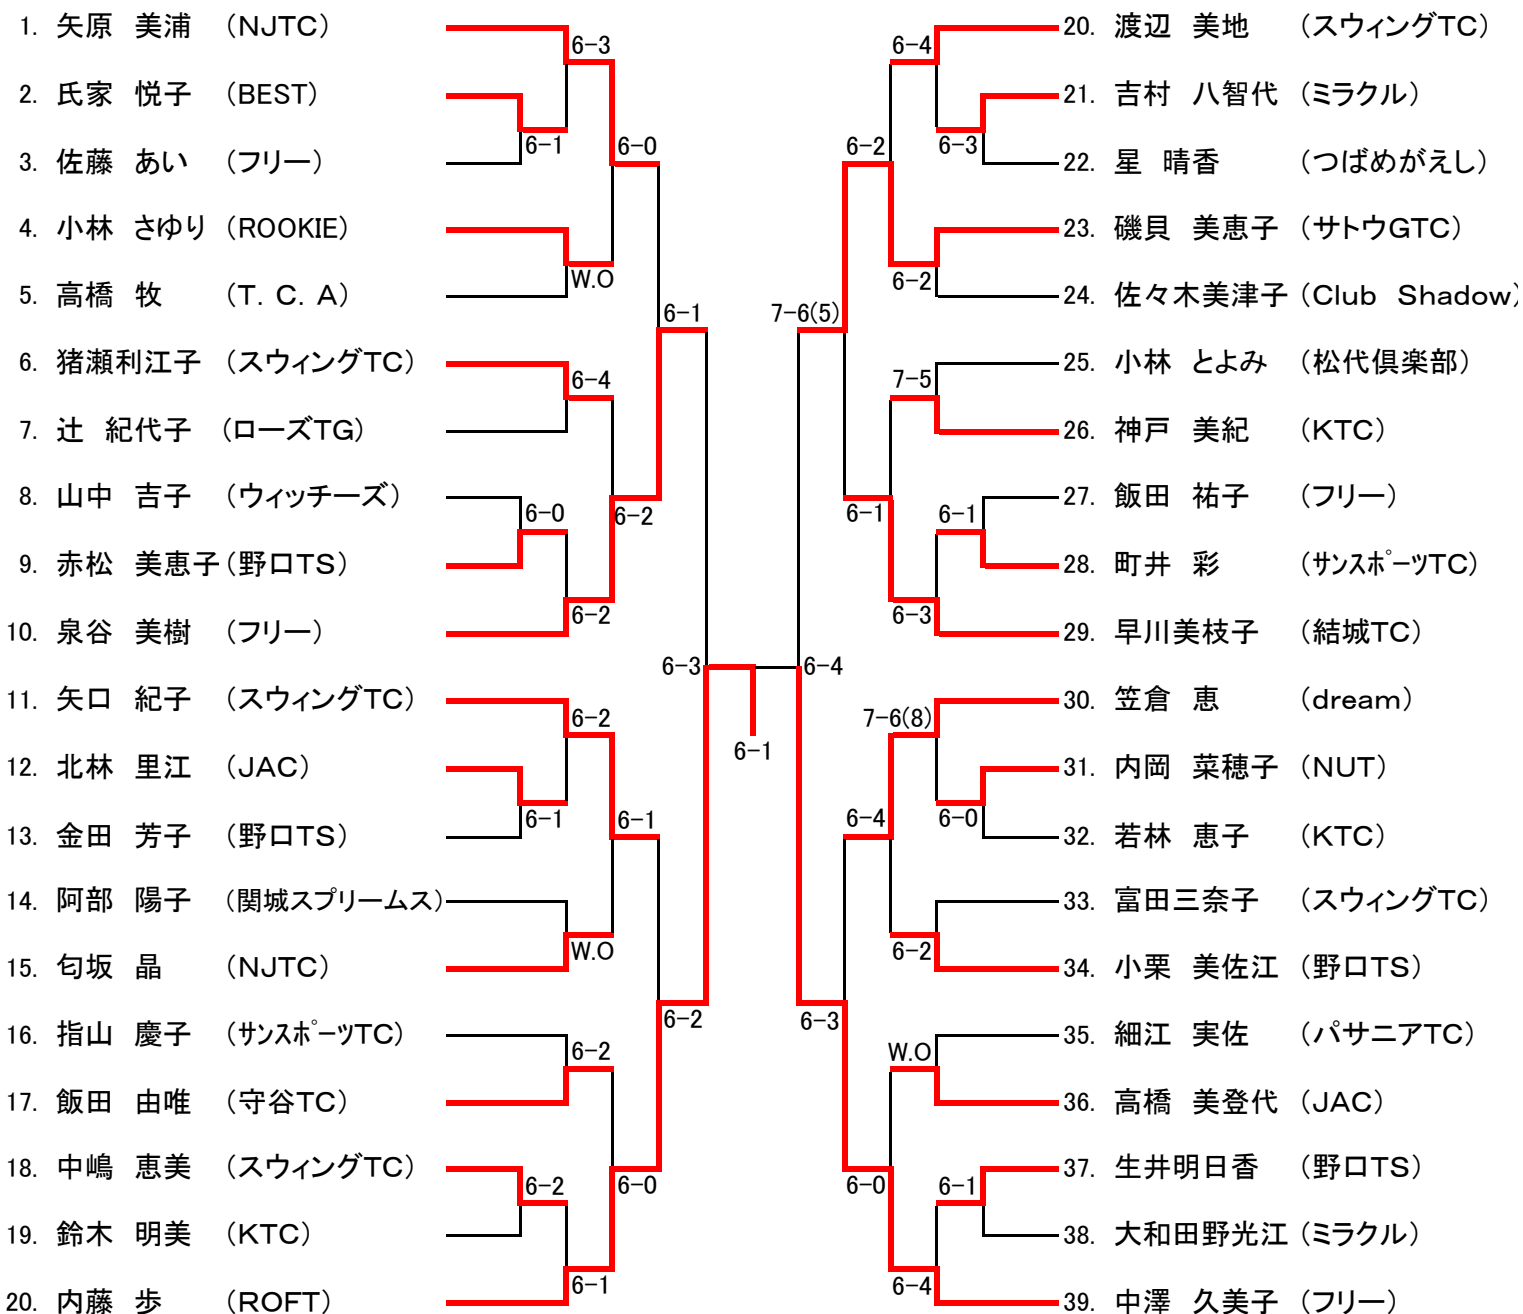 1. 矢原 美浦 (NJTC)
2. 氏家 悦子 (BEST)
3. 佐藤 あい (フリー)
4. 小林 さゆり (ROOKIE)
5. 高橋 牧 (T. C. A)
6. 猪瀬利江子 (スウィングTC)
7. 辻 紀代子 (ローズTG)
8. 山中 吉子 (ウィッチーズ)
9. 赤松 美恵子 (野口TS)
10. 泉谷 美樹 (フリー)
11. 矢口 紀子 (スウィングTC)
12. 北林 里江 (JAC)
13. 金田 芳子 (野口TS)
14. 阿部 陽子 (関城スプリームス)
15. 匂坂 晶 (NJTC)
16. 指山 慶子 (サンスポーツTC)
17. 飯田 由唯 (守谷TC)
18. 中嶋 恵美 (スウィングTC)
19. 鈴木 明美 (KTC)
20. 内藤 歩 (ROFT)
6-3
6-1
6-0
W.O
6-1
6-4
6-0
6-2
6-2
6-3
6-2
6-1
6-1
W.O
6-2
6-2
6-2
6-0
6-1
6-1
6-4
6-3
6-2
6-2
7-6(5)
7-5
6-1
6-1
6-3
6-4
7-6(8)
6-0
6-4
6-2
6-3
W.O
6-0
6-1
6-4
20. 渡辺 美地 (スウィングTC)
21. 吉村 八智代 (ミラクル)
22. 星 晴香 (つばめがえし)
23. 磯貝 美恵子 (サトウGTC)
24. 佐々木美津子 (Club Shadow)
25. 小林 とよみ (松代倶楽部)
26. 神戸 美紀 (KTC)
27. 飯田 祐子 (フリー)
28. 町井 彩 (サンスポーツTC)
29. 早川美枝子 (結城TC)
30. 笠倉 恵 (dream)
31. 内岡 菜穂子 (NUT)
32. 若林 恵子 (KTC)
33. 富田三奈子 (スウィングTC)
34. 小栗 美佐江 (野口TS)
35. 細江 実佐 (パサニアTC)
36. 高橋 美登代 (JAC)
37. 生井明日香 (野口TS)
38. 大和田野光江 (ミラクル)
39. 中澤 久美子 (フリー)